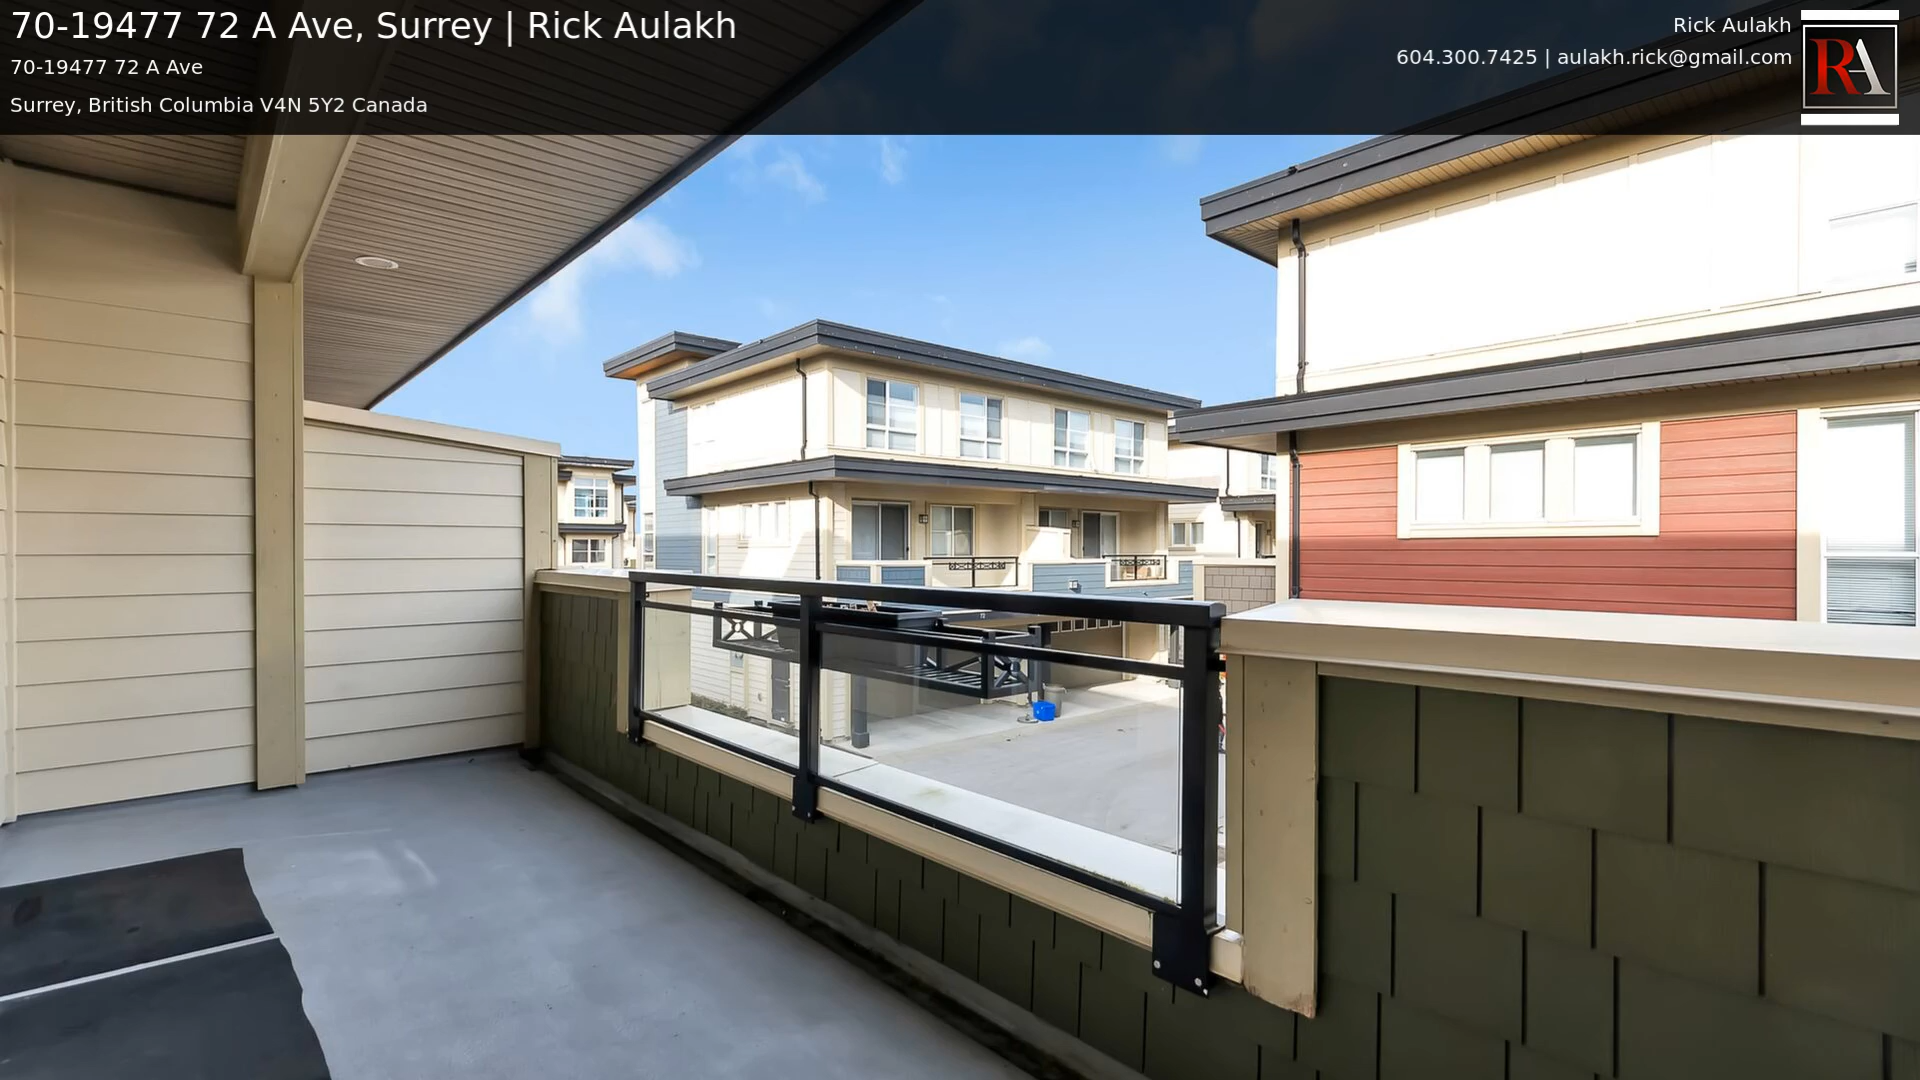 70-19477 72 A Ave, Surrey | Rick Aulakh
70-19477 72 A Ave
Surrey, British Columbia V4N 5Y2 Canada
Rick Aulakh
604.300.7425 | aulakh.rick@gmail.com
RA